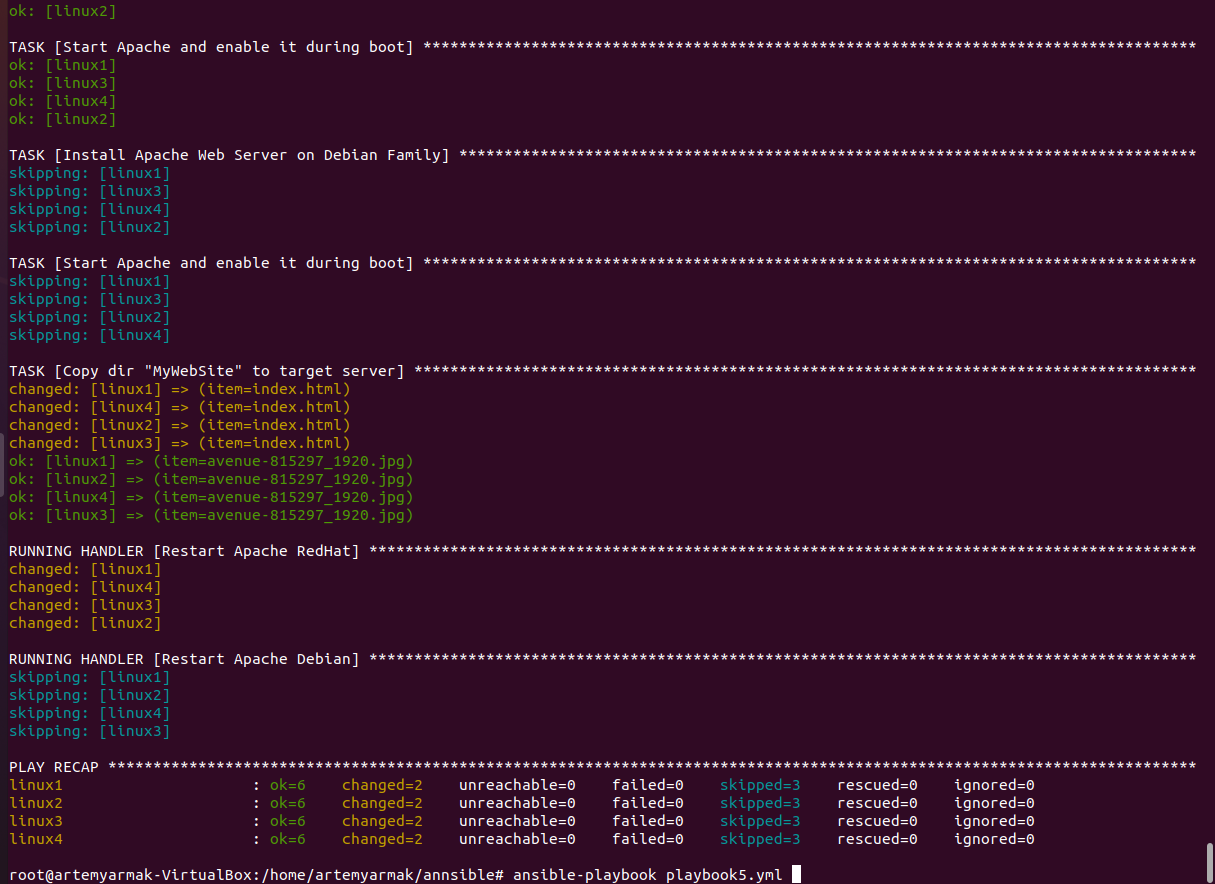 ok: [linux2]
TASK [Start Apache and enable it during boot] **************************************************************************************
ok: [linux1]
ok: [linux3]
ok: [linux4]
ok: [linux2]
TASK [Install Apache Web Server on Debian Family] **********************************************************************************
skipping: [linux1]
skipping: [linux3]
skipping: [linux4]
skipping: [linux2]
TASK [Start Apache and enable it during boot] **************************************************************************************
skipping: [linux1]
skipping: [linux3]
skipping: [linux2]
skipping: [linux4]
TASK [Copy dir "MyWebSite" to target server] ***************************************************************************************
changed: [linux1] => (item=index.html)
changed: [linux4] => (item=index.html)
changed: [linux2] => (item=index.html)
changed: [linux3] => (item=index.html)
ok: [linux1] => (item=avenue-815297_1920.jpg)
ok: [linux2] => (item=avenue-815297_1920.jpg)
ok: [linux4] => (item=avenue-815297_1920.jpg)
ok: [linux3] => (item=avenue-815297_1920.jpg)
RUNNING HANDLER [Restart Apache RedHat] ********************************************************************************************
changed: [linux1]
changed: [linux4]
changed: [linux3]
changed: [linux2]
RUNNING HANDLER [Restart Apache Debian] ********************************************************************************************
skipping: [linux1]
skipping: [linux2]
skipping: [linux4]
skipping: [linux3]
PLAY RECAP *************************************************************************************************************************
linux1                     : ok=6    changed=2    unreachable=0    failed=0    skipped=3    rescued=0    ignored=0
linux2                     : ok=6    changed=2    unreachable=0    failed=0    skipped=3    rescued=0    ignored=0
linux3                     : ok=6    changed=2    unreachable=0    failed=0    skipped=3    rescued=0    ignored=0
linux4                     : ok=6    changed=2    unreachable=0    failed=0    skipped=3    rescued=0    ignored=0
root@artemyarmak-VirtualBox:/home/artemyarmak/annsible# ansible-playbook playbook5.yml